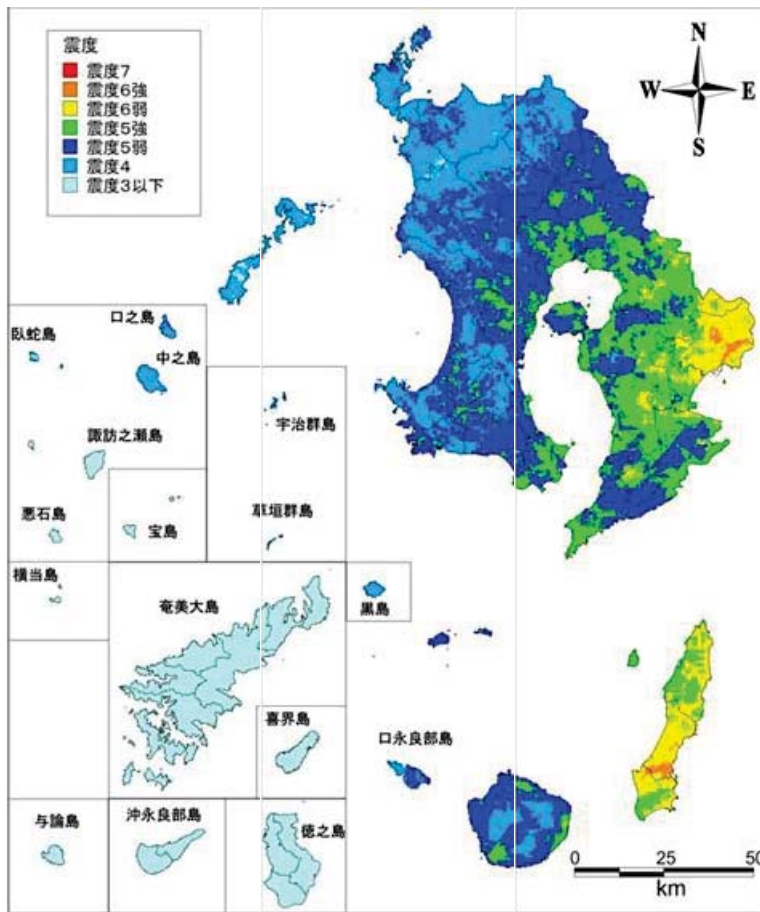 震度
震度7
震度6強
震度6弱
震度5強
震度5弱
震度4
震度3以下
N
W E
S
口之島
臥蛇島
中之島
宇治群島
諏訪之瀬島
悪石島
宝島
草垣群島
横当島
奄美大島
黒島
喜界島
口永良部島
与論島
沖永良部島
徳之島
0 25 50
km